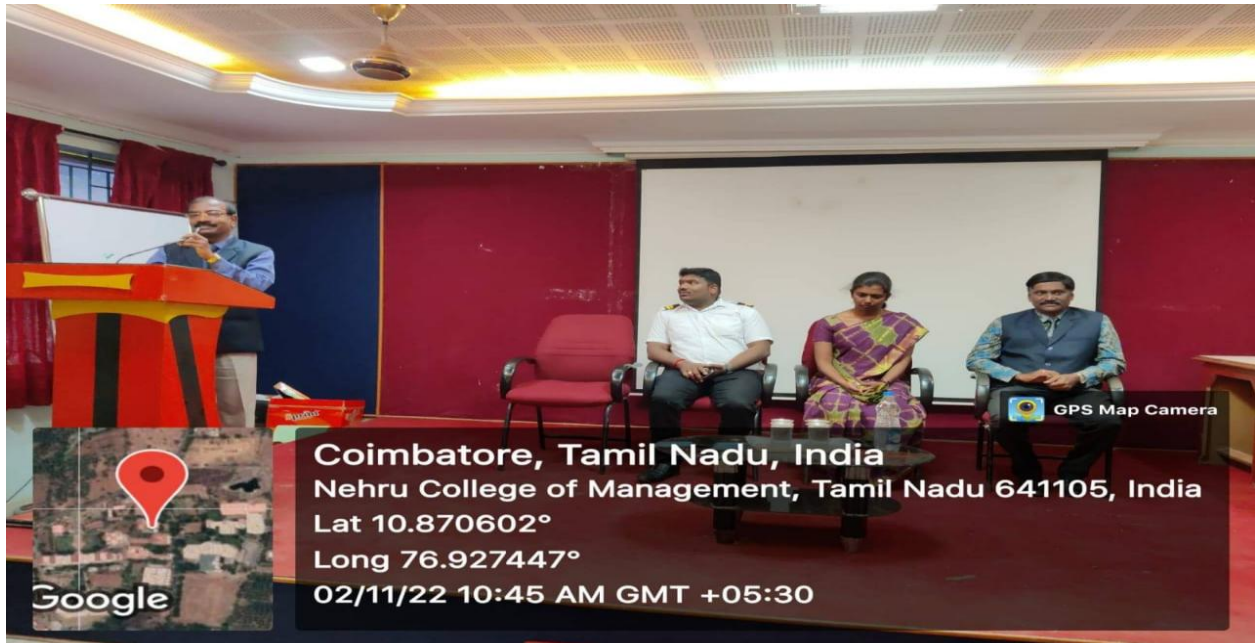 GPS Map Camera
Coimbatore, Tamil Nadu, India
Nehru College of Management, Tamil Nadu 641105, India
Lat 10.870602°
Long 76.927447°
02/11/22 10:45 AM GMT +05:30
Google